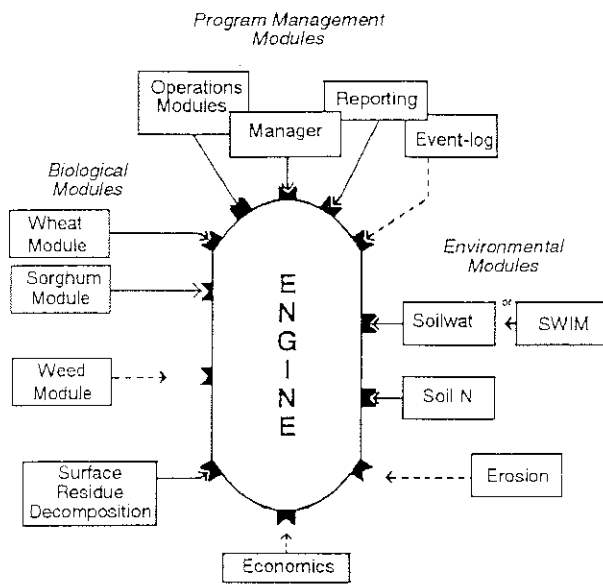 Program Management
Modules
Operations
Modules
Manager
Reporting
Event-log
Biological
Modules
Wheat
Module
Sorghum
Module
Weed
Module
Surface
Residue
Decomposition
ENGINE
Environmental
Modules
Soilwat
or
SWIM
Soil N
Erosion
Economics